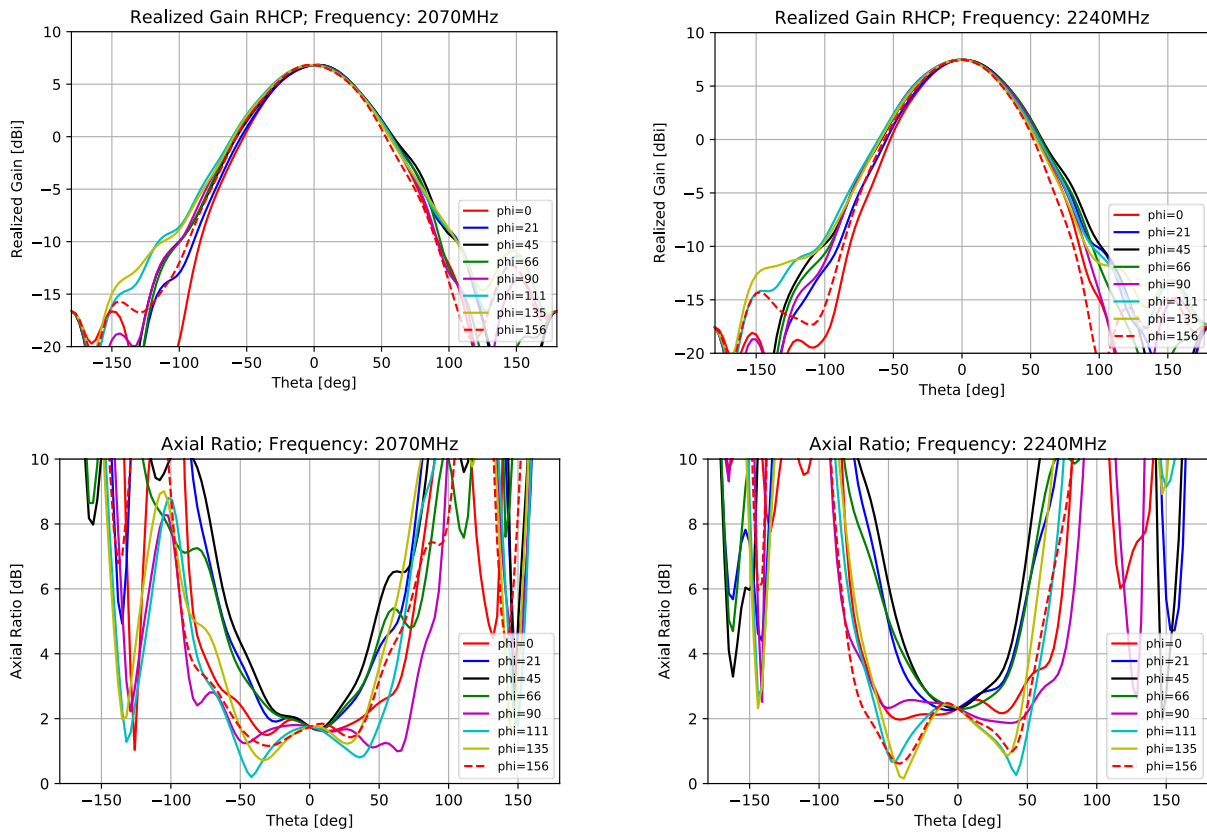 Realized Gain RHCP; Frequency: 2070MHz
Realized Gain [dBi]
10
5
0
−5
−10
−15
−20
−150 −100 −50 0 50 100 150
Theta [deg]
phi=0
phi=21
phi=45
phi=66
phi=90
phi=111
phi=135
phi=156
Realized Gain RHCP; Frequency: 2240MHz
Realized Gain [dBi]
10
5
0
−5
−10
−15
−20
−150 −100 −50 0 50 100 150
Theta [deg]
phi=0
phi=21
phi=45
phi=66
phi=90
phi=111
phi=135
phi=156
Axial Ratio; Frequency: 2070MHz
Axial Ratio [dB]
10
8
6
4
2
0
−150 −100 −50 0 50 100 150
Theta [deg]
phi=0
phi=21
phi=45
phi=66
phi=90
phi=111
phi=135
phi=156
Axial Ratio; Frequency: 2240MHz
Axial Ratio [dB]
10
8
6
4
2
0
−150 −100 −50 0 50 100 150
Theta [deg]
phi=0
phi=21
phi=45
phi=66
phi=90
phi=111
phi=135
phi=156